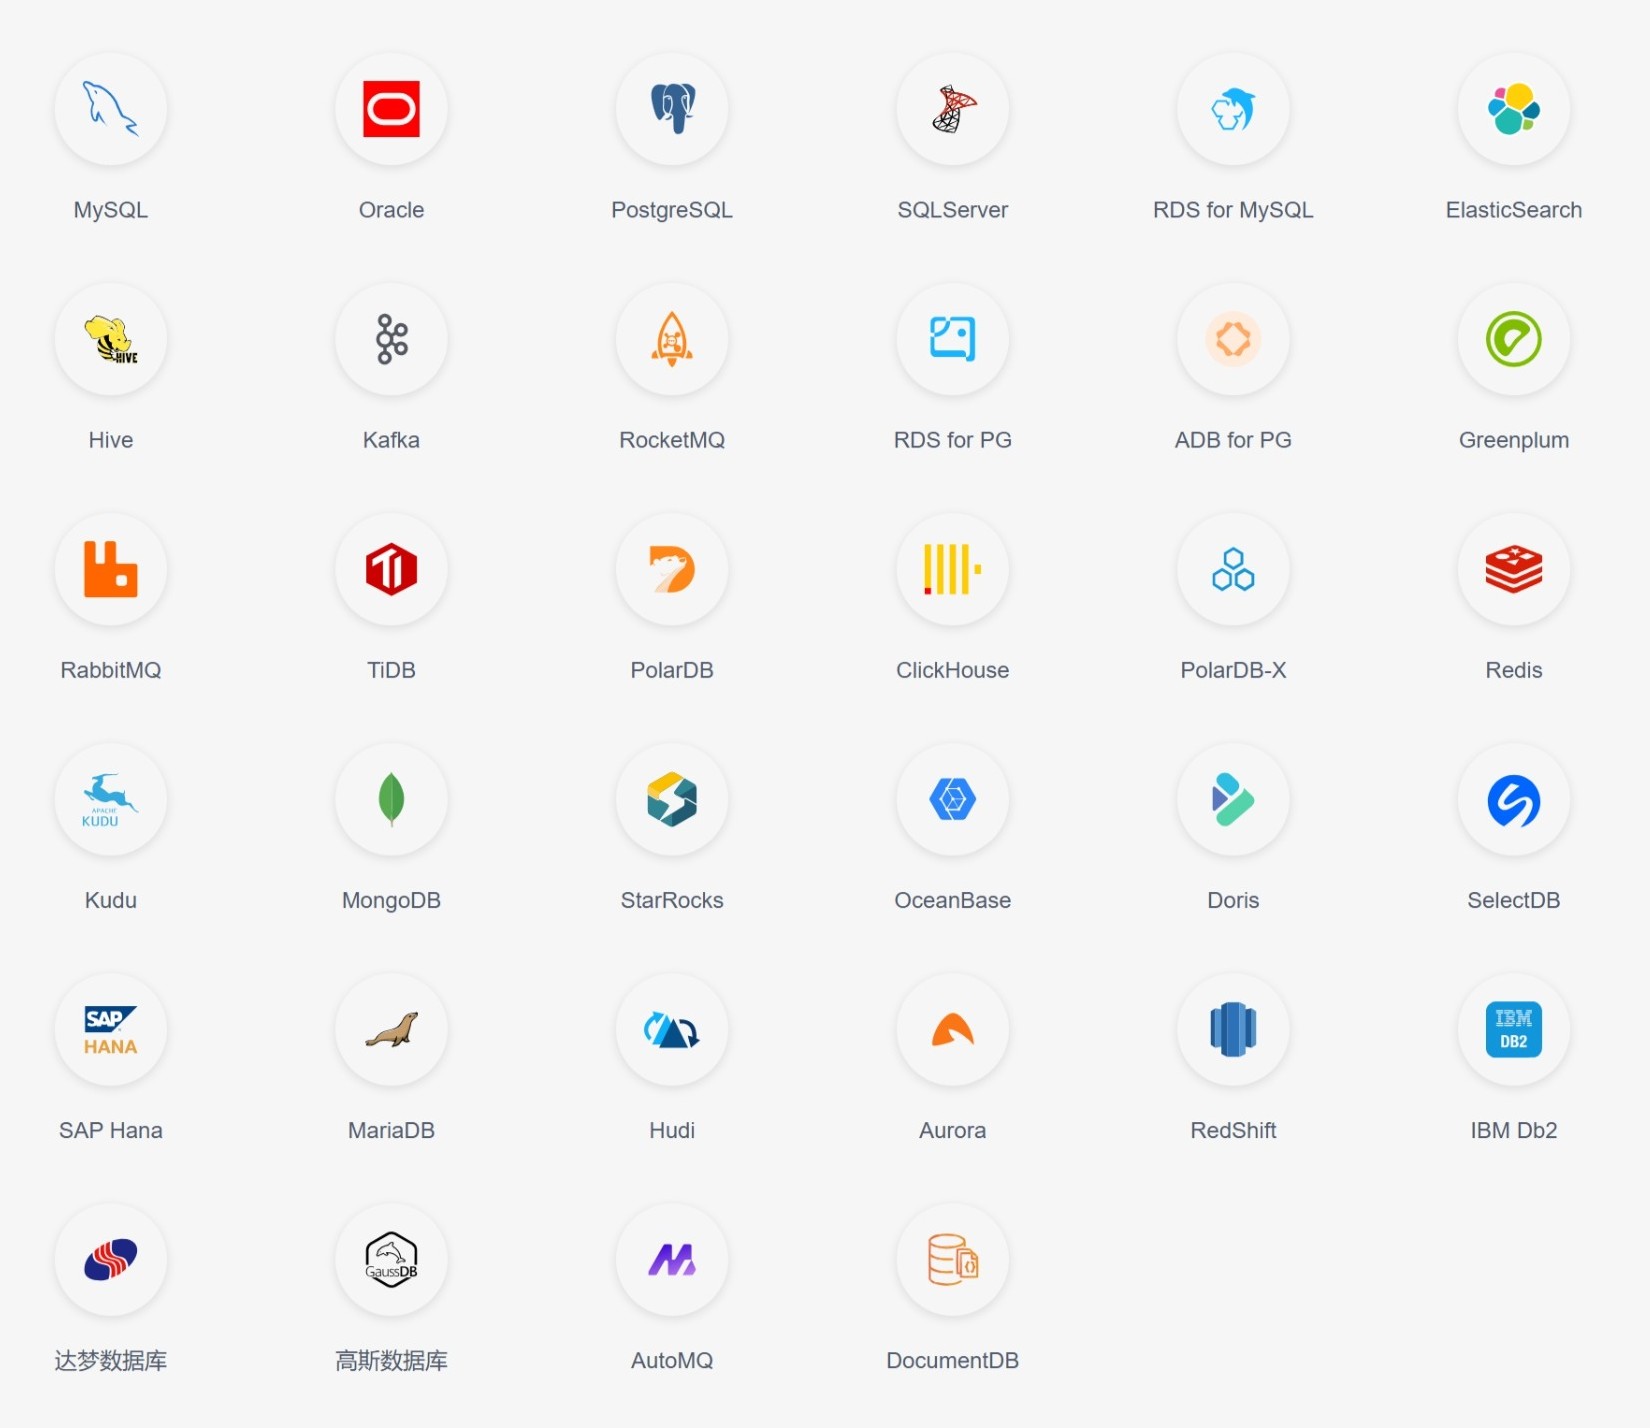 MySQL
Oracle
PostgreSQL
SQLServer
RDS for MySQL
ElasticSearch
HIVE
Hive
Kafka
RocketMQ
RDS for PG
ADB for PG
Greenplum
RabbitMQ
TiDB
PolarDB
ClickHouse
PolarDB-X
Redis
APACHE
KUDU
Kudu
MongoDB
StarRocks
OceanBase
Doris
SelectDB
SAP
HANA
IBM
DB2
SAP Hana
MariaDB
Hudi
Aurora
RedShift
IBM Db2
GaussDB
达梦数据库
高斯数据库
AutoMQ
DocumentDB